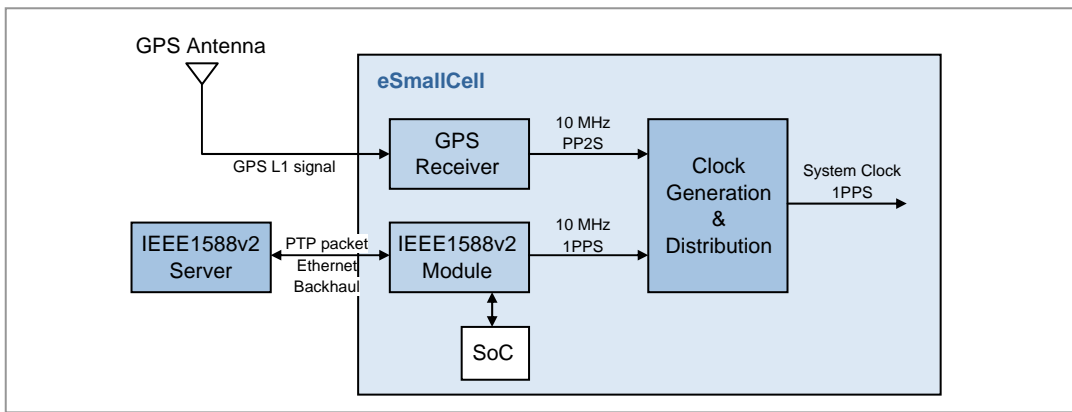 GPS Antenna
eSmallCell
GPS
Receiver
10 MHz
PP2S
GPS L1 signal
Clock
Generation
&
Distribution
System Clock
1PPS
IEEE1588v2
Server
PTP packet
Ethernet
Backhaul
IEEE1588v2
Module
10 MHz
1PPS
SoC